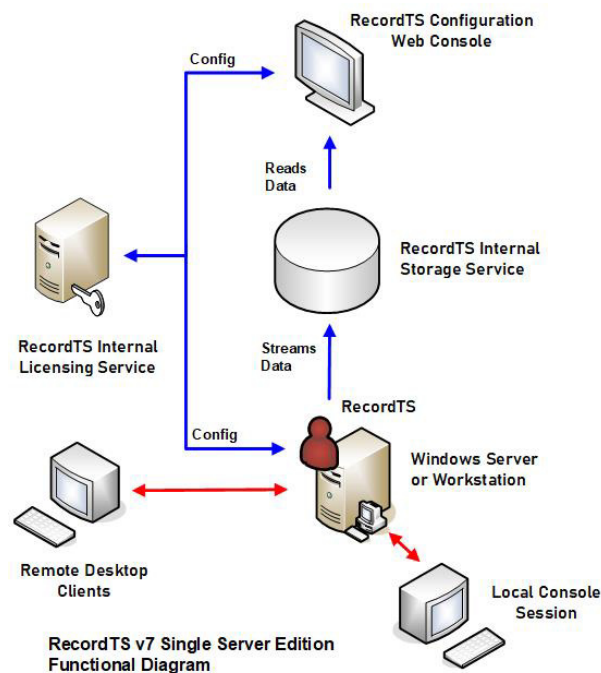 RecordTS Configuration
Web Console
Config
Reads
Data
RecordTS Internal
Storage Service
RecordTS Internal
Licensing Service
Streams
Data
RecordTS
Config
Windows Server
or Workstation
Remote Desktop
Clients
Local Console
Session
RecordTS v7 Single Server Edition
Functional Diagram